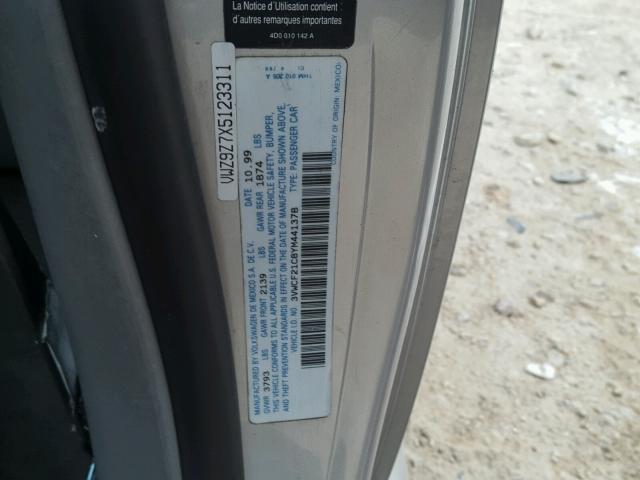 La Notice d'Utilisation contient
d'autres remarques importantes
4D0 010 142 A
VWZ9Z7X5123311
MANUFACTURED BY VOLKSWAGEN DE MEXICO S.A. DE C.V. DATE 10.99
GVWR 3793 LBS GAWR FRONT 2139 LBS GAWR REAR 1874 LBS
THIS VEHICLE CONFORMS TO ALL APPLICABLE U.S. FEDERAL MOTOR VEHICLE SAFETY, BUMPER,
AND THEFT PREVENTION STANDARDS IN EFFECT ON THE DATE OF MANUFACTURE SHOWN ABOVE.
VEHICLE I.D. NO.: 3VWCF21C8YM441378 TYPE: PASSENGER CAR
COUNTRY OF ORIGIN: MEXICO
1HM 010 205 A